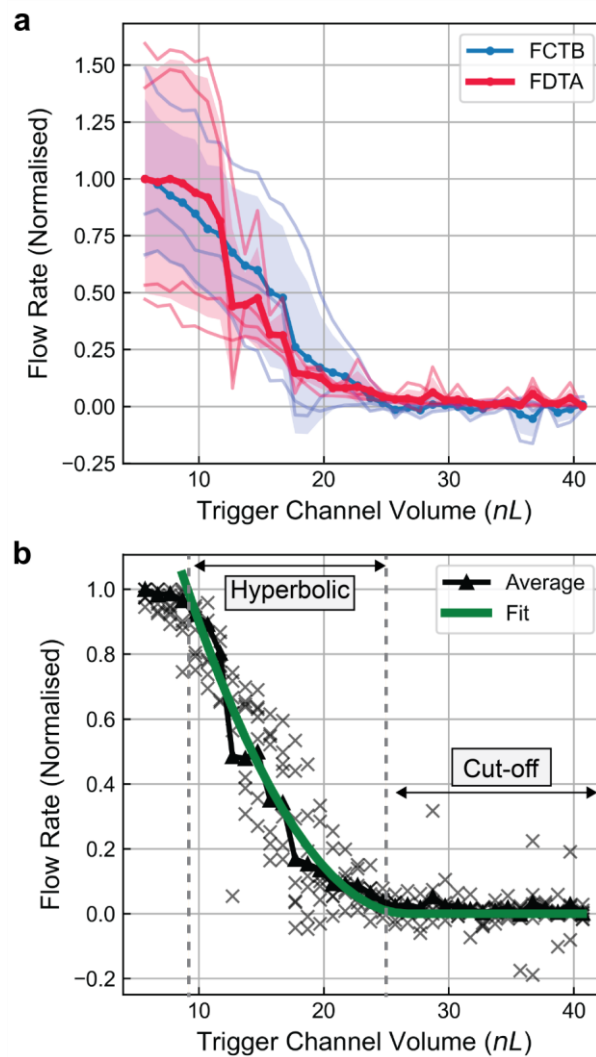 a
Flow Rate (Normalised)
1.50
1.25
1.00
0.75
0.50
0.25
0.00
−0.25
FCTB
FDTA
10
20
30
40
Trigger Channel Volume (nL)
b
Flow Rate (Normalised)
1.0
0.8
0.6
0.4
0.2
0.0
−0.2
Hyperbolic
Average
Fit
Cut-off
10
20
30
40
Trigger Channel Volume (nL)